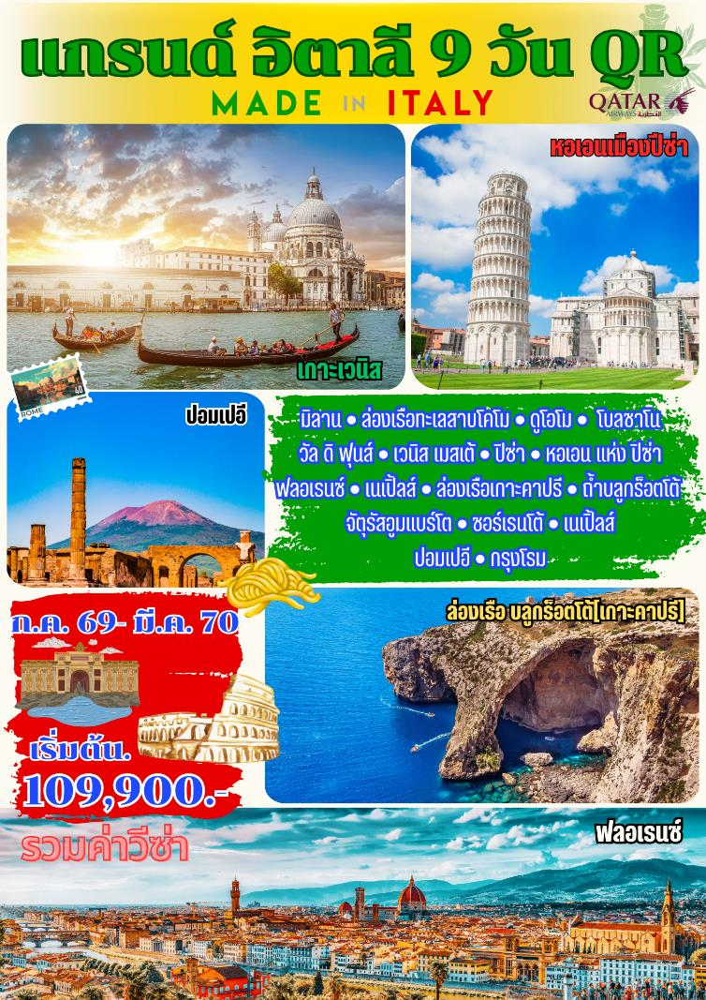 แกรนด์ อิตาลี 9 วัน QR
MADE IN ITALY
QATAR
AIRWAYS القطرية
หอเอนเมืองปีซ่า
เกาะเวนิส
ROME
40
ปอมเปอี
มิลาน • ล่องเรือทะเลสาบโคโม • ดูโอโม • โบลซาโน
วัล ดิ ฟุนส์ • เวนิส เมสเต้ • ปิซ่า • หอเอน แห่ง ปิซ่า
ฟลอเรนซ์ • เนเปิ้ลส์ • ล่องเรือเกาะคาปรี • ถ้ำบลูกร็อตโต้
จัตุรัสอูมแบร์โต • ซอร์เรนโต้ • เนเปิ้ลส์
ปอมเปอี • กรุงโรม
ล่องเรือ บลูกร็อตโต้[เกาะคาปรี]
ก.ค. 69- มี.ค. 70
เริ่มต้น.
109,900.-
รวมค่าวีซ่า
ฟลอเรนซ์